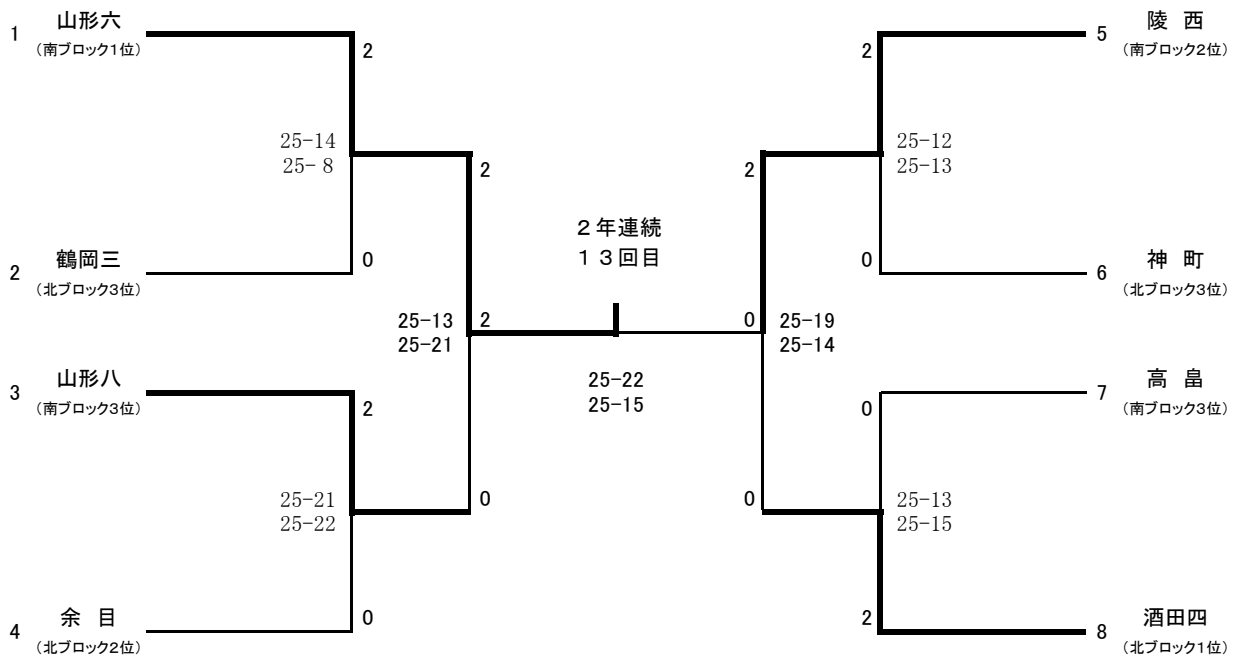 1 山形六
(南ブロック1位)
2
25-14
25- 8
2
0
2 鶴岡三
(北ブロック3位)
25-13
25-21
2
3 山形八
(南ブロック3位)
2
25-21
25-22
0
0
4 余 目
(北ブロック2位)
2年連続
13回目
25-22
25-15
陵 西 5
(南ブロック2位)
2
25-12
25-13
2
0
神 町 6
(北ブロック3位)
0
25-19
25-14
高 畠 7
(南ブロック3位)
0
25-13
25-15
0
2
酒田四 8
(北ブロック1位)